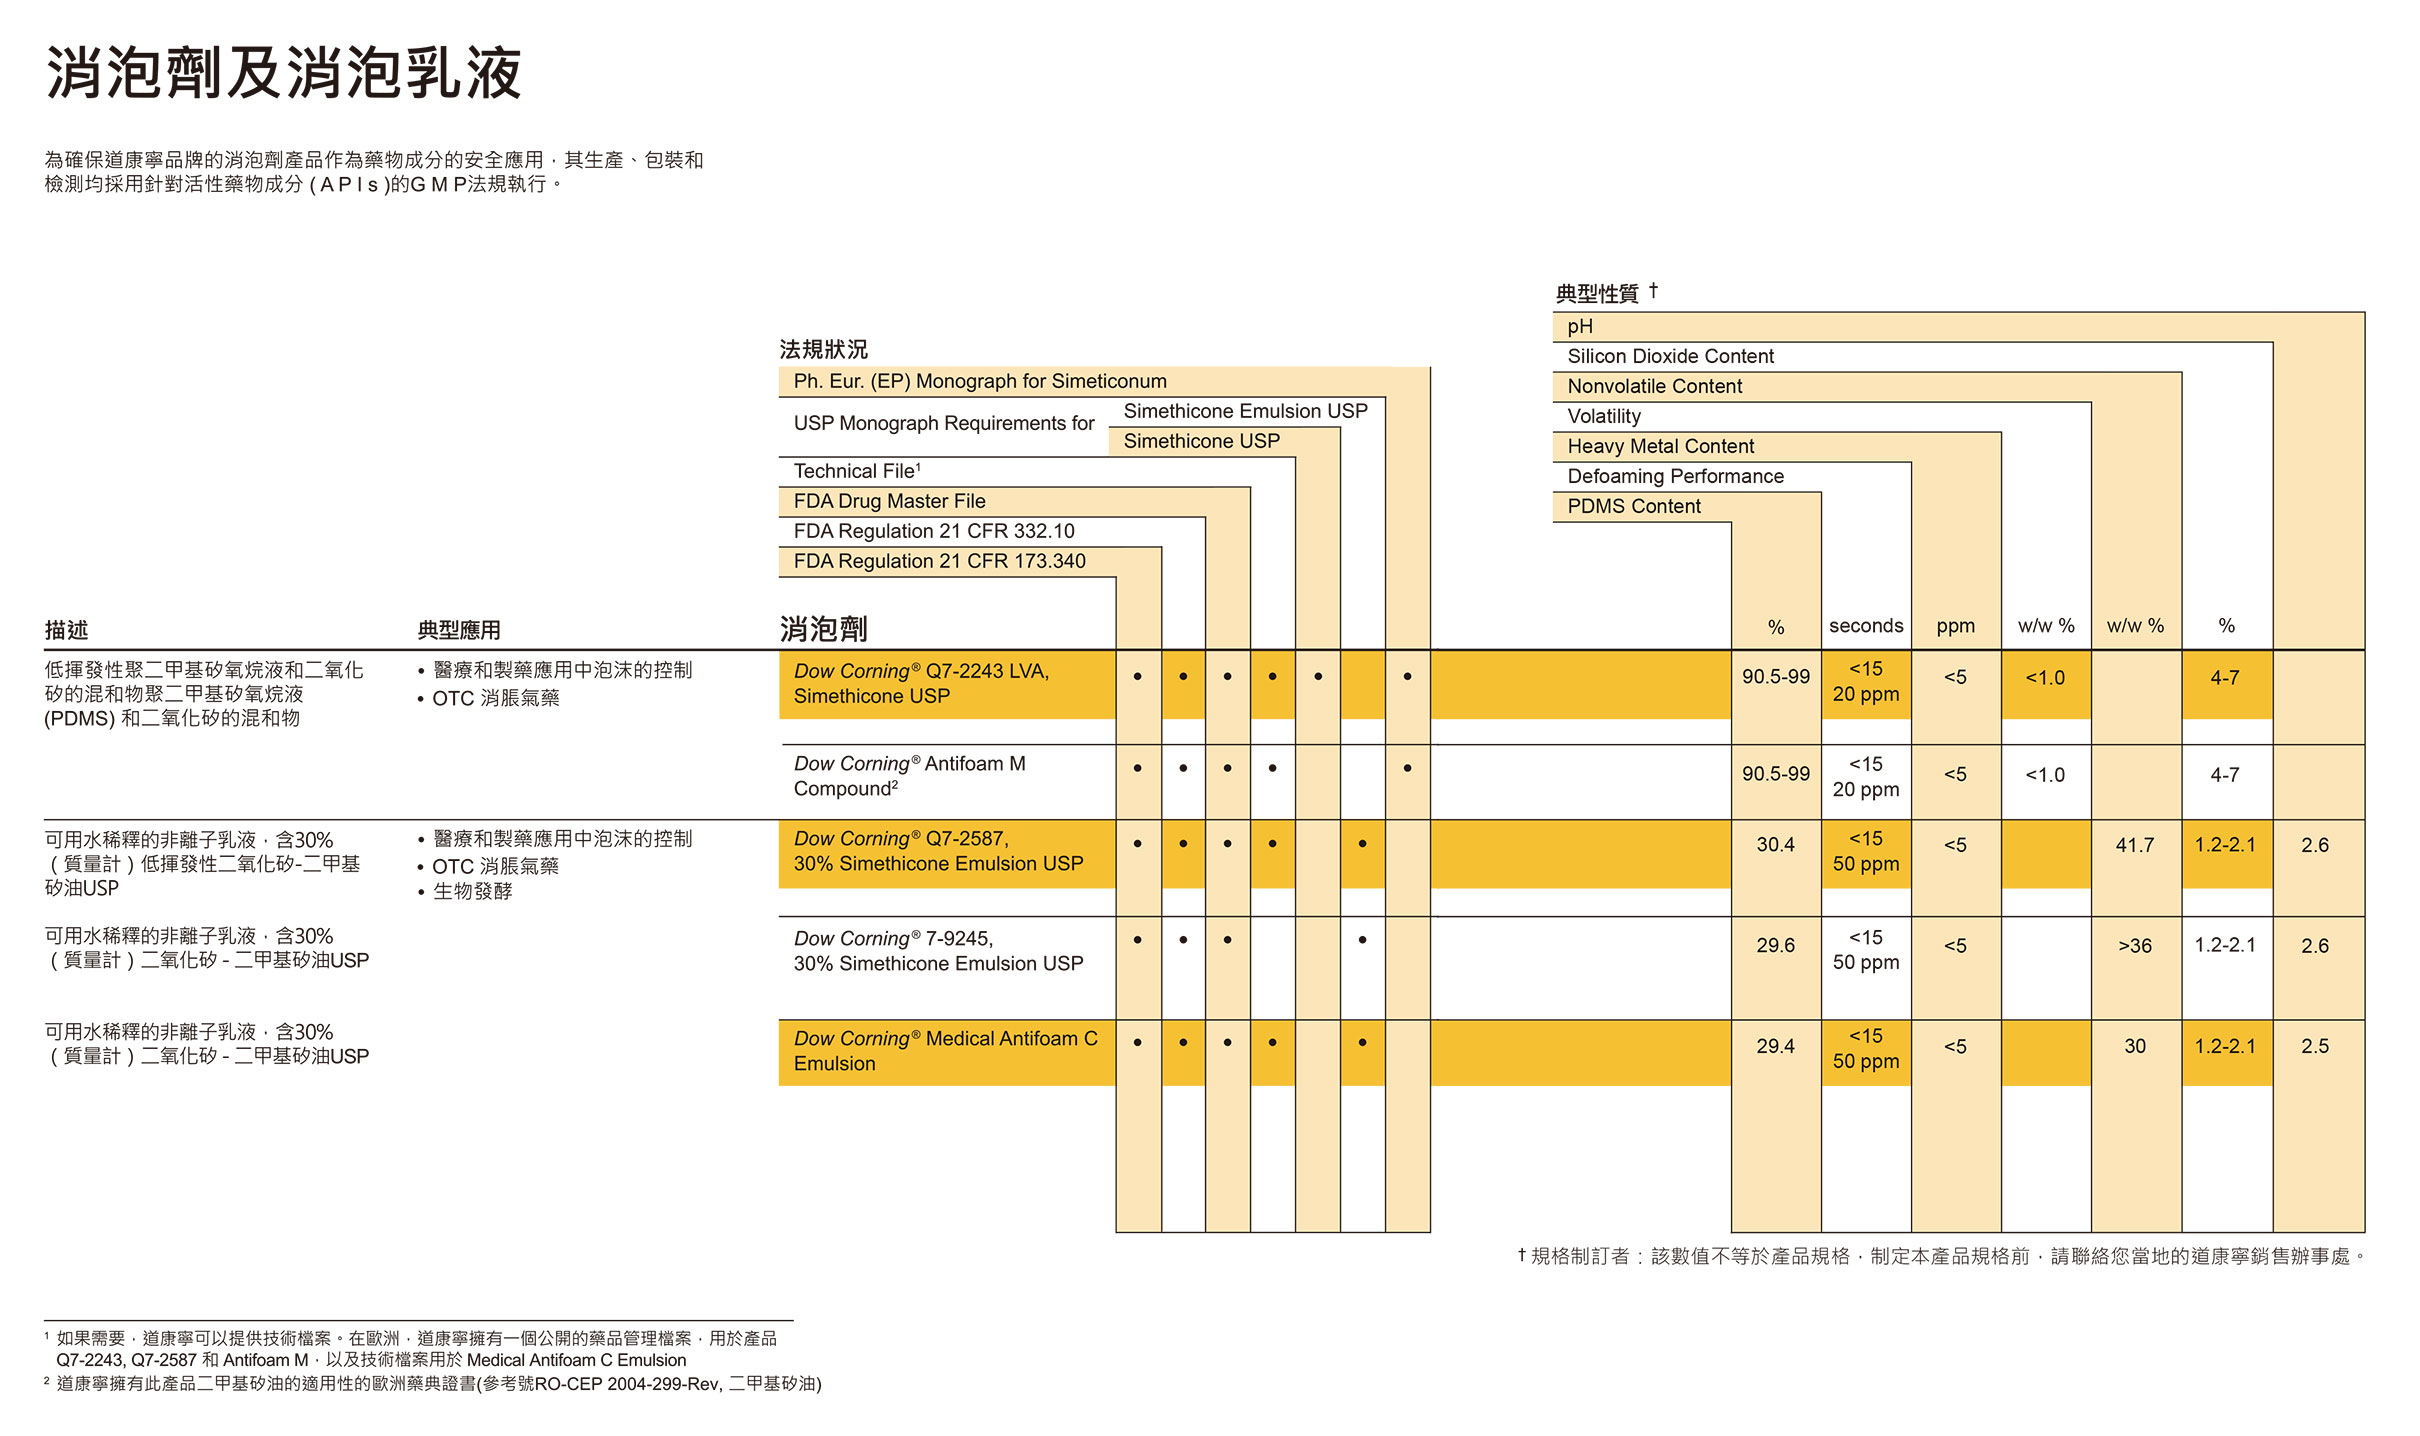 消泡劑及消泡乳液
為確保道康寧品牌的消泡劑產品作為藥物成分的安全應用，其生產、包裝和
檢測均採用針對活性藥物成分 ( A P I s )的G M P法規執行。
典型性質 †
pH
Silicon Dioxide Content
Nonvolatile Content
Volatility
Heavy Metal Content
Defoaming Performance
PDMS Content
法規狀況
Ph. Eur. (EP) Monograph for Simeticonum
USP Monograph Requirements for
Simethicone Emulsion USP
Simethicone USP
Technical File¹
FDA Drug Master File
FDA Regulation 21 CFR 332.10
FDA Regulation 21 CFR 173.340
描述 典型應用 消泡劑 % seconds ppm w/w % w/w % %
低揮發性聚二甲基矽氧烷液和二氧化
矽的混和物聚二甲基矽氧烷液
(PDMS) 和二氧化矽的混和物
• 醫療和製藥應用中泡沫的控制
• OTC 消脹氣藥
Dow Corning® Q7-2243 LVA,
Simethicone USP
• • • • • •
90.5-99 <15 <5 <1.0 4-7
20 ppm
Dow Corning® Antifoam M
Compound²
• • • • •
90.5-99 <15 <5 <1.0 4-7
20 ppm
可用水稀釋的非離子乳液，含30%
( 質量計 ) 低揮發性二氧化矽-二甲基
矽油USP
• 醫療和製藥應用中泡沫的控制
• OTC 消脹氣藥
• 生物發酵
Dow Corning® Q7-2587,
30% Simethicone Emulsion USP
• • • • •
30.4 <15 <5 41.7 1.2-2.1 2.6
50 ppm
可用水稀釋的非離子乳液，含30%
( 質量計 ) 二氧化矽 - 二甲基矽油USP
Dow Corning® 7-9245,
30% Simethicone Emulsion USP
• • • •
29.6 <15 <5 >36 1.2-2.1 2.6
50 ppm
可用水稀釋的非離子乳液，含30%
( 質量計 ) 二氧化矽 - 二甲基矽油USP
Dow Corning® Medical Antifoam C
Emulsion
• • • • •
29.4 <15 <5 30 1.2-2.1 2.5
50 ppm
† 規格制訂者：該數值不等於產品規格，制定本產品規格前，請聯絡您當地的道康寧銷售辦事處。
¹ 如果需要，道康寧可以提供技術檔案。在歐洲，道康寧擁有一個公開的藥品管理檔案，用於產品
Q7-2243, Q7-2587 和 Antifoam M，以及技術檔案用於 Medical Antifoam C Emulsion
² 道康寧擁有此產品二甲基矽油的適用性的歐洲藥典證書(參考號RO-CEP 2004-299-Rev, 二甲基矽油)